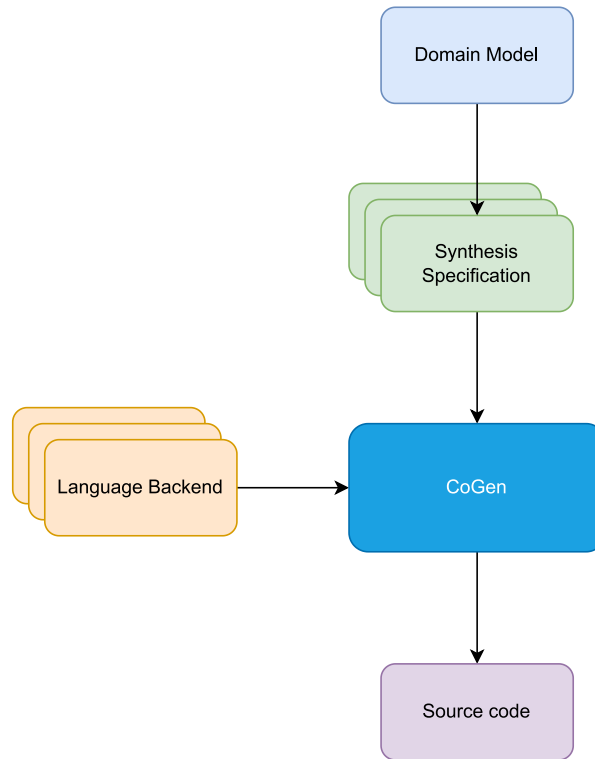 Domain Model
Synthesis
Specification
Language Backend
CoGen
Source code